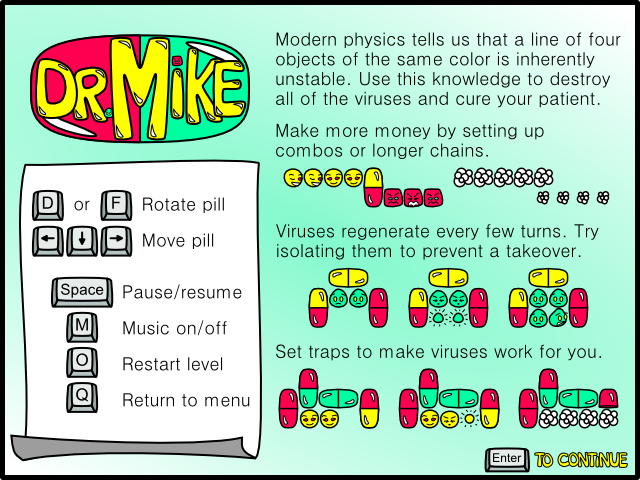 DR. MIKE
Modern physics tells us that a line of four
objects of the same color is inherently
unstable. Use this knowledge to destroy
all of the viruses and cure your patient.
Make more money by setting up
combos or longer chains.
D or F Rotate pill
Move pill
Space Pause/resume
M Music on/off
O Restart level
Q Return to menu
Viruses regenerate every few turns. Try
isolating them to prevent a takeover.
Set traps to make viruses work for you.
Enter TO CONTINUE